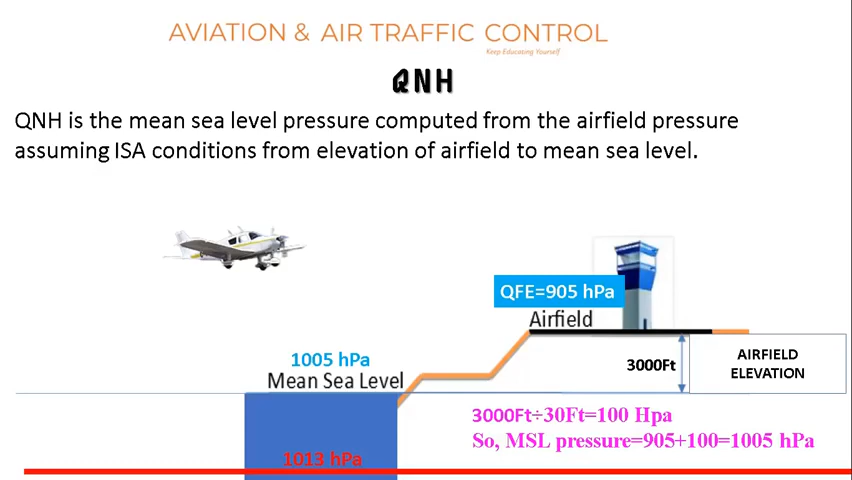 AVIATION & AIR TRAFFIC CONTROL
Keep Educating Yourself
QNH
QNH is the mean sea level pressure computed from the airfield pressure
assuming ISA conditions from elevation of airfield to mean sea level.
QFE=905 hPa
Airfield
3000Ft
AIRFIELD
ELEVATION
1005 hPa
Mean Sea Level
3000Ft÷30Ft=100 Hpa
So, MSL pressure=905+100=1005 hPa
1013 hPa